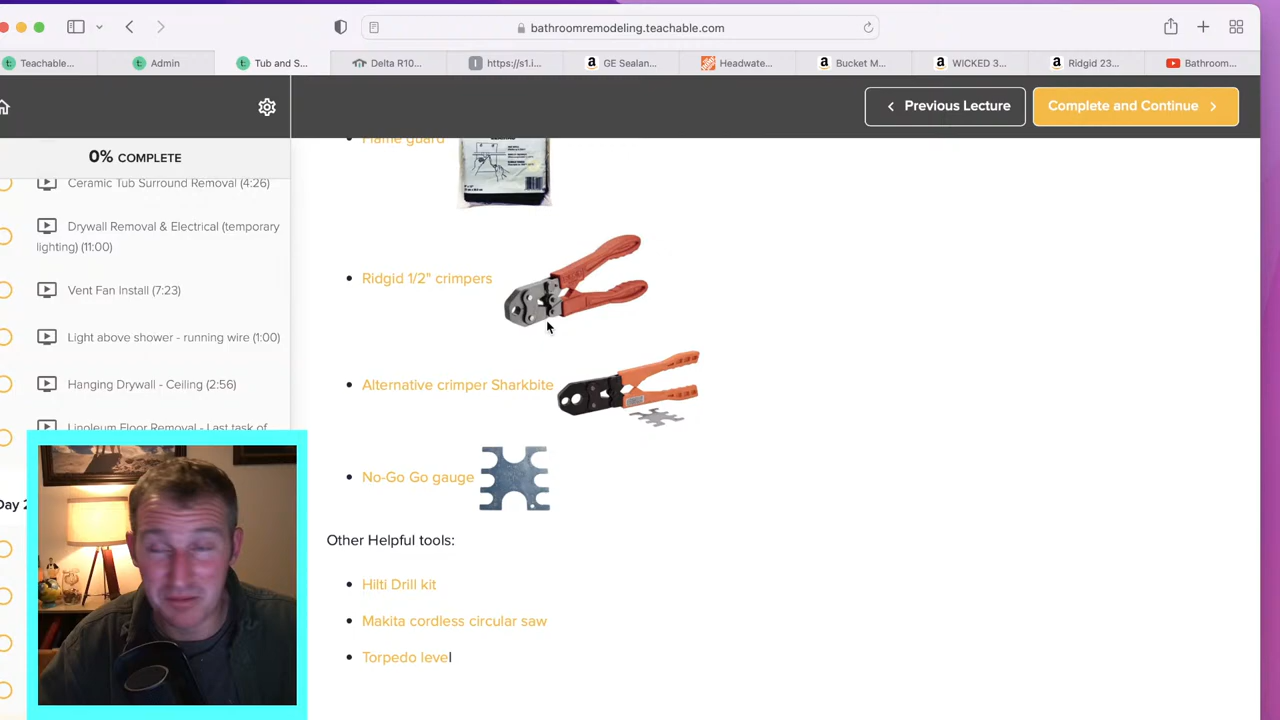 bathroomremodeling.teachable.com
Teachable...
Admin
Tub and S...
Delta R10...
https://s1.i...
GE Sealan...
Headwate...
Bucket M...
WICKED 3...
Ridgid 23...
Bathroom...
Previous Lecture
Complete and Continue
0% COMPLETE
Ceramic Tub Surround Removal (4:26)
Drywall Removal & Electrical (temporary
lighting) (11:00)
Vent Fan Install (7:23)
Light above shower - running wire (1:00)
Hanging Drywall - Ceiling (2:56)
Linoleum Floor Removal - Last task of
Day 2
Flame guard
Ridgid 1/2" crimpers
Alternative crimper Sharkbite
No-Go Go gauge
Other Helpful tools:
Hilti Drill kit
Makita cordless circular saw
Torpedo level